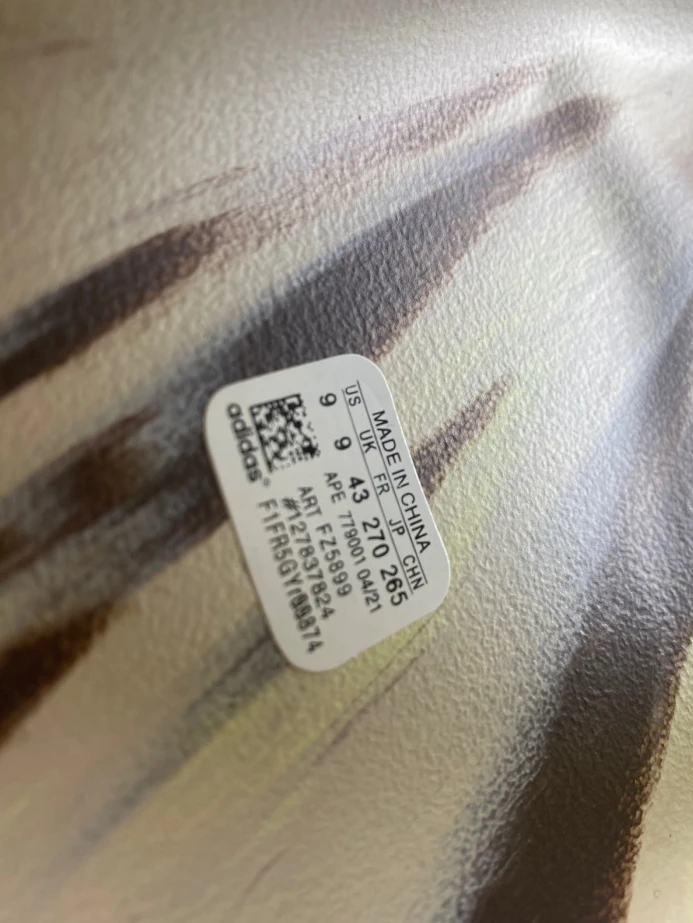 MADE IN CHINA
US UK FR JP CHN
9 9 43 270 265
APE 779001 04/21
ART FZ5899
#127837824
adidas®